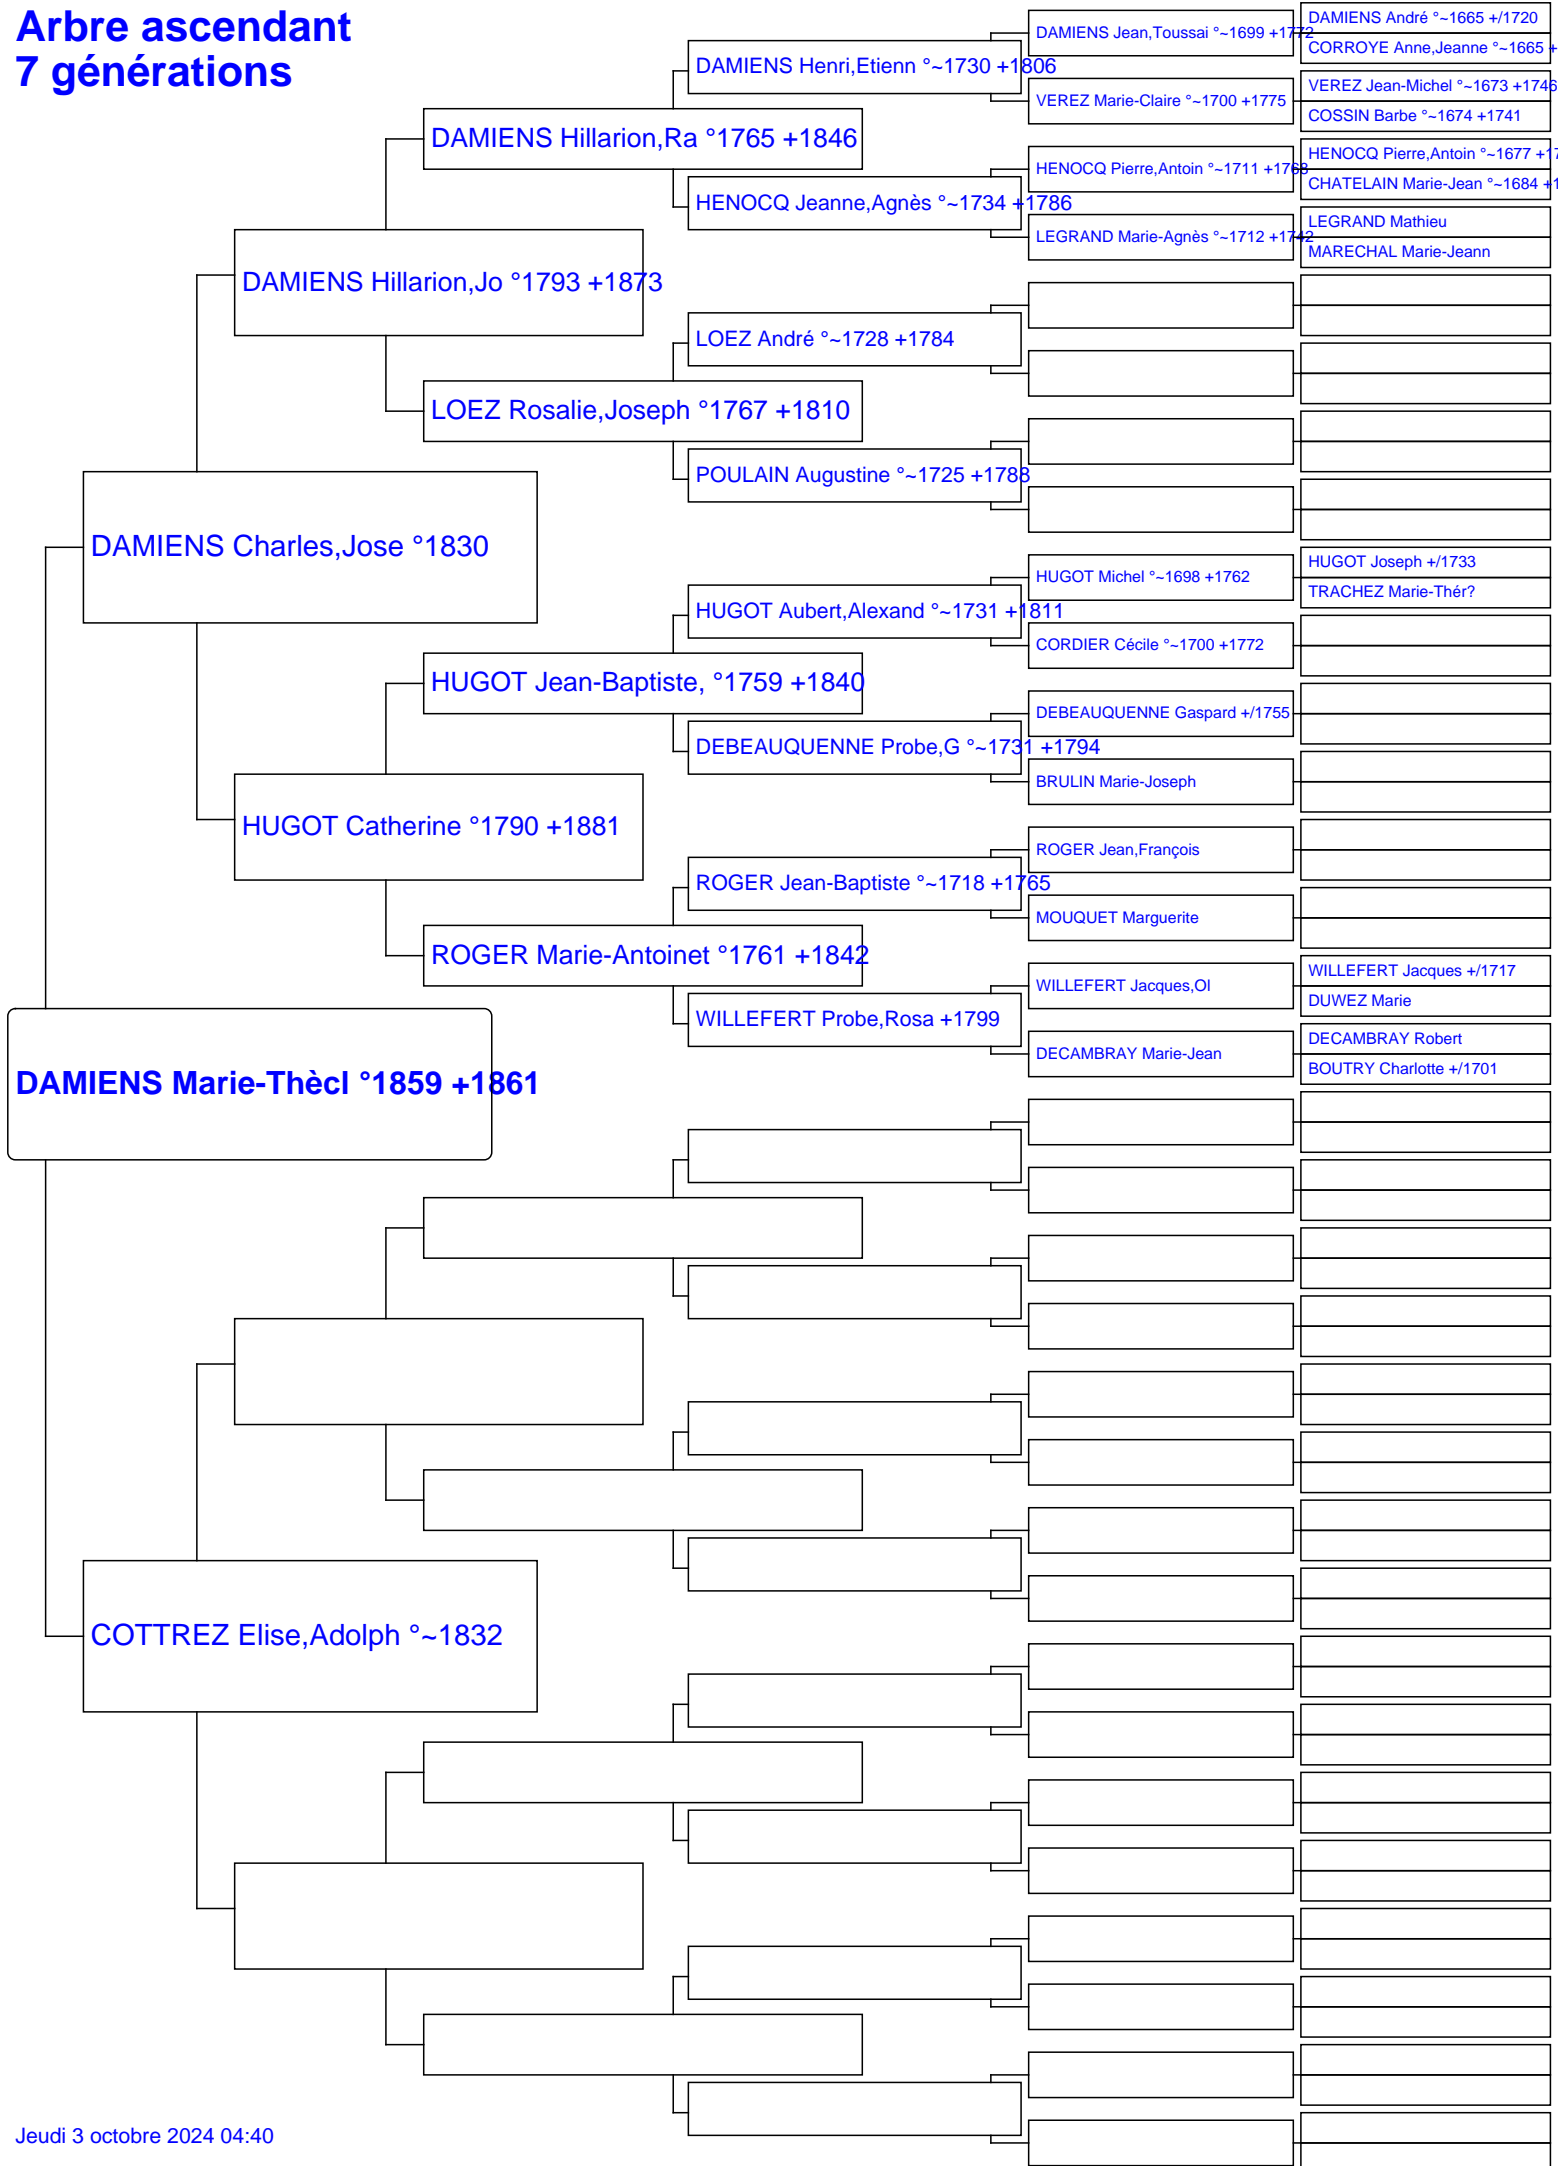 Arbre ascendant
7 générations
DAMIENS André °~1665 +/1720
DAMIENS Jean,Toussai °~1699 +1772
CORROYE Anne,Jeanne °~1665 +
DAMIENS Henri,Etienn °~1730 +1806
VEREZ Jean-Michel °~1673 +1746
VEREZ Marie-Claire °~1700 +1775
COSSIN Barbe °~1674 +1741
DAMIENS Hillarion,Ra °1765 +1846
HENOCQ Pierre,Antoin °~1677 +17
HENOCQ Pierre,Antoin °~1711 +1768
CHATELAIN Marie-Jean °~1684 +1
HENOCQ Jeanne,Agnès °~1734 +1786
LEGRAND Mathieu
LEGRAND Marie-Agnès °~1712 +1742
MARECHAL Marie-Jeann
DAMIENS Hillarion,Jo °1793 +1873
LOEZ André °~1728 +1784
LOEZ Rosalie,Joseph °1767 +1810
POULAIN Augustine °~1725 +1788
DAMIENS Charles,Jose °1830
HUGOT Joseph +/1733
HUGOT Michel °~1698 +1762
TRACHEZ Marie-Thér?
HUGOT Aubert,Alexand °~1731 +1811
CORDIER Cécile °~1700 +1772
HUGOT Jean-Baptiste, °1759 +1840
DEBEAUQUENNE Gaspard +/1755
DEBEAUQUENNE Probe,G °~1731 +1794
BRULIN Marie-Joseph
HUGOT Catherine °1790 +1881
ROGER Jean,François
ROGER Jean-Baptiste °~1718 +1765
MOUQUET Marguerite
ROGER Marie-Antoinet °1761 +1842
WILLEFERT Jacques +/1717
WILLEFERT Jacques,Ol
DUWEZ Marie
WILLEFERT Probe,Rosa +1799
DECAMBRAY Robert
DECAMBRAY Marie-Jean
BOUTRY Charlotte +/1701
DAMIENS Marie-Thècl °1859 +1861
COTTREZ Elise,Adolph °~1832
Jeudi 3 octobre 2024 04:40